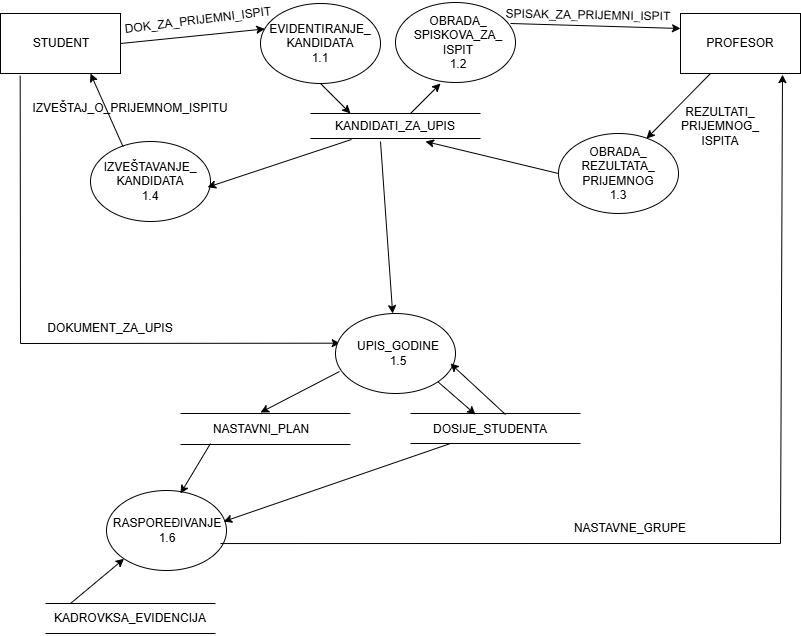 DOK_ZA_PRIJEMNI_ISPIT
STUDENT
EVIDENTIRANJE_
KANDIDATA
1.1
OBRADA_
SPISKOVA_ZA_
ISPIT
1.2
SPISAK_ZA_PRIJEMNI_ISPIT
PROFESOR
IZVEŠTAJ_O_PRIJEMNOM_ISPITU
KANDIDATI_ZA_UPIS
REZULTATI_
PRIJEMNOG_
ISPITA
IZVEŠTAVANJE_
KANDIDATA
1.4
OBRADA_
REZULTATA_
PRIJEMNOG
1.3
DOKUMENT_ZA_UPIS
UPIS_GODINE
1.5
NASTAVNI_PLAN
DOSIJE_STUDENTA
RASPOREĐIVANJE
1.6
NASTAVNE_GRUPE
KADROVKSA_EVIDENCIJA